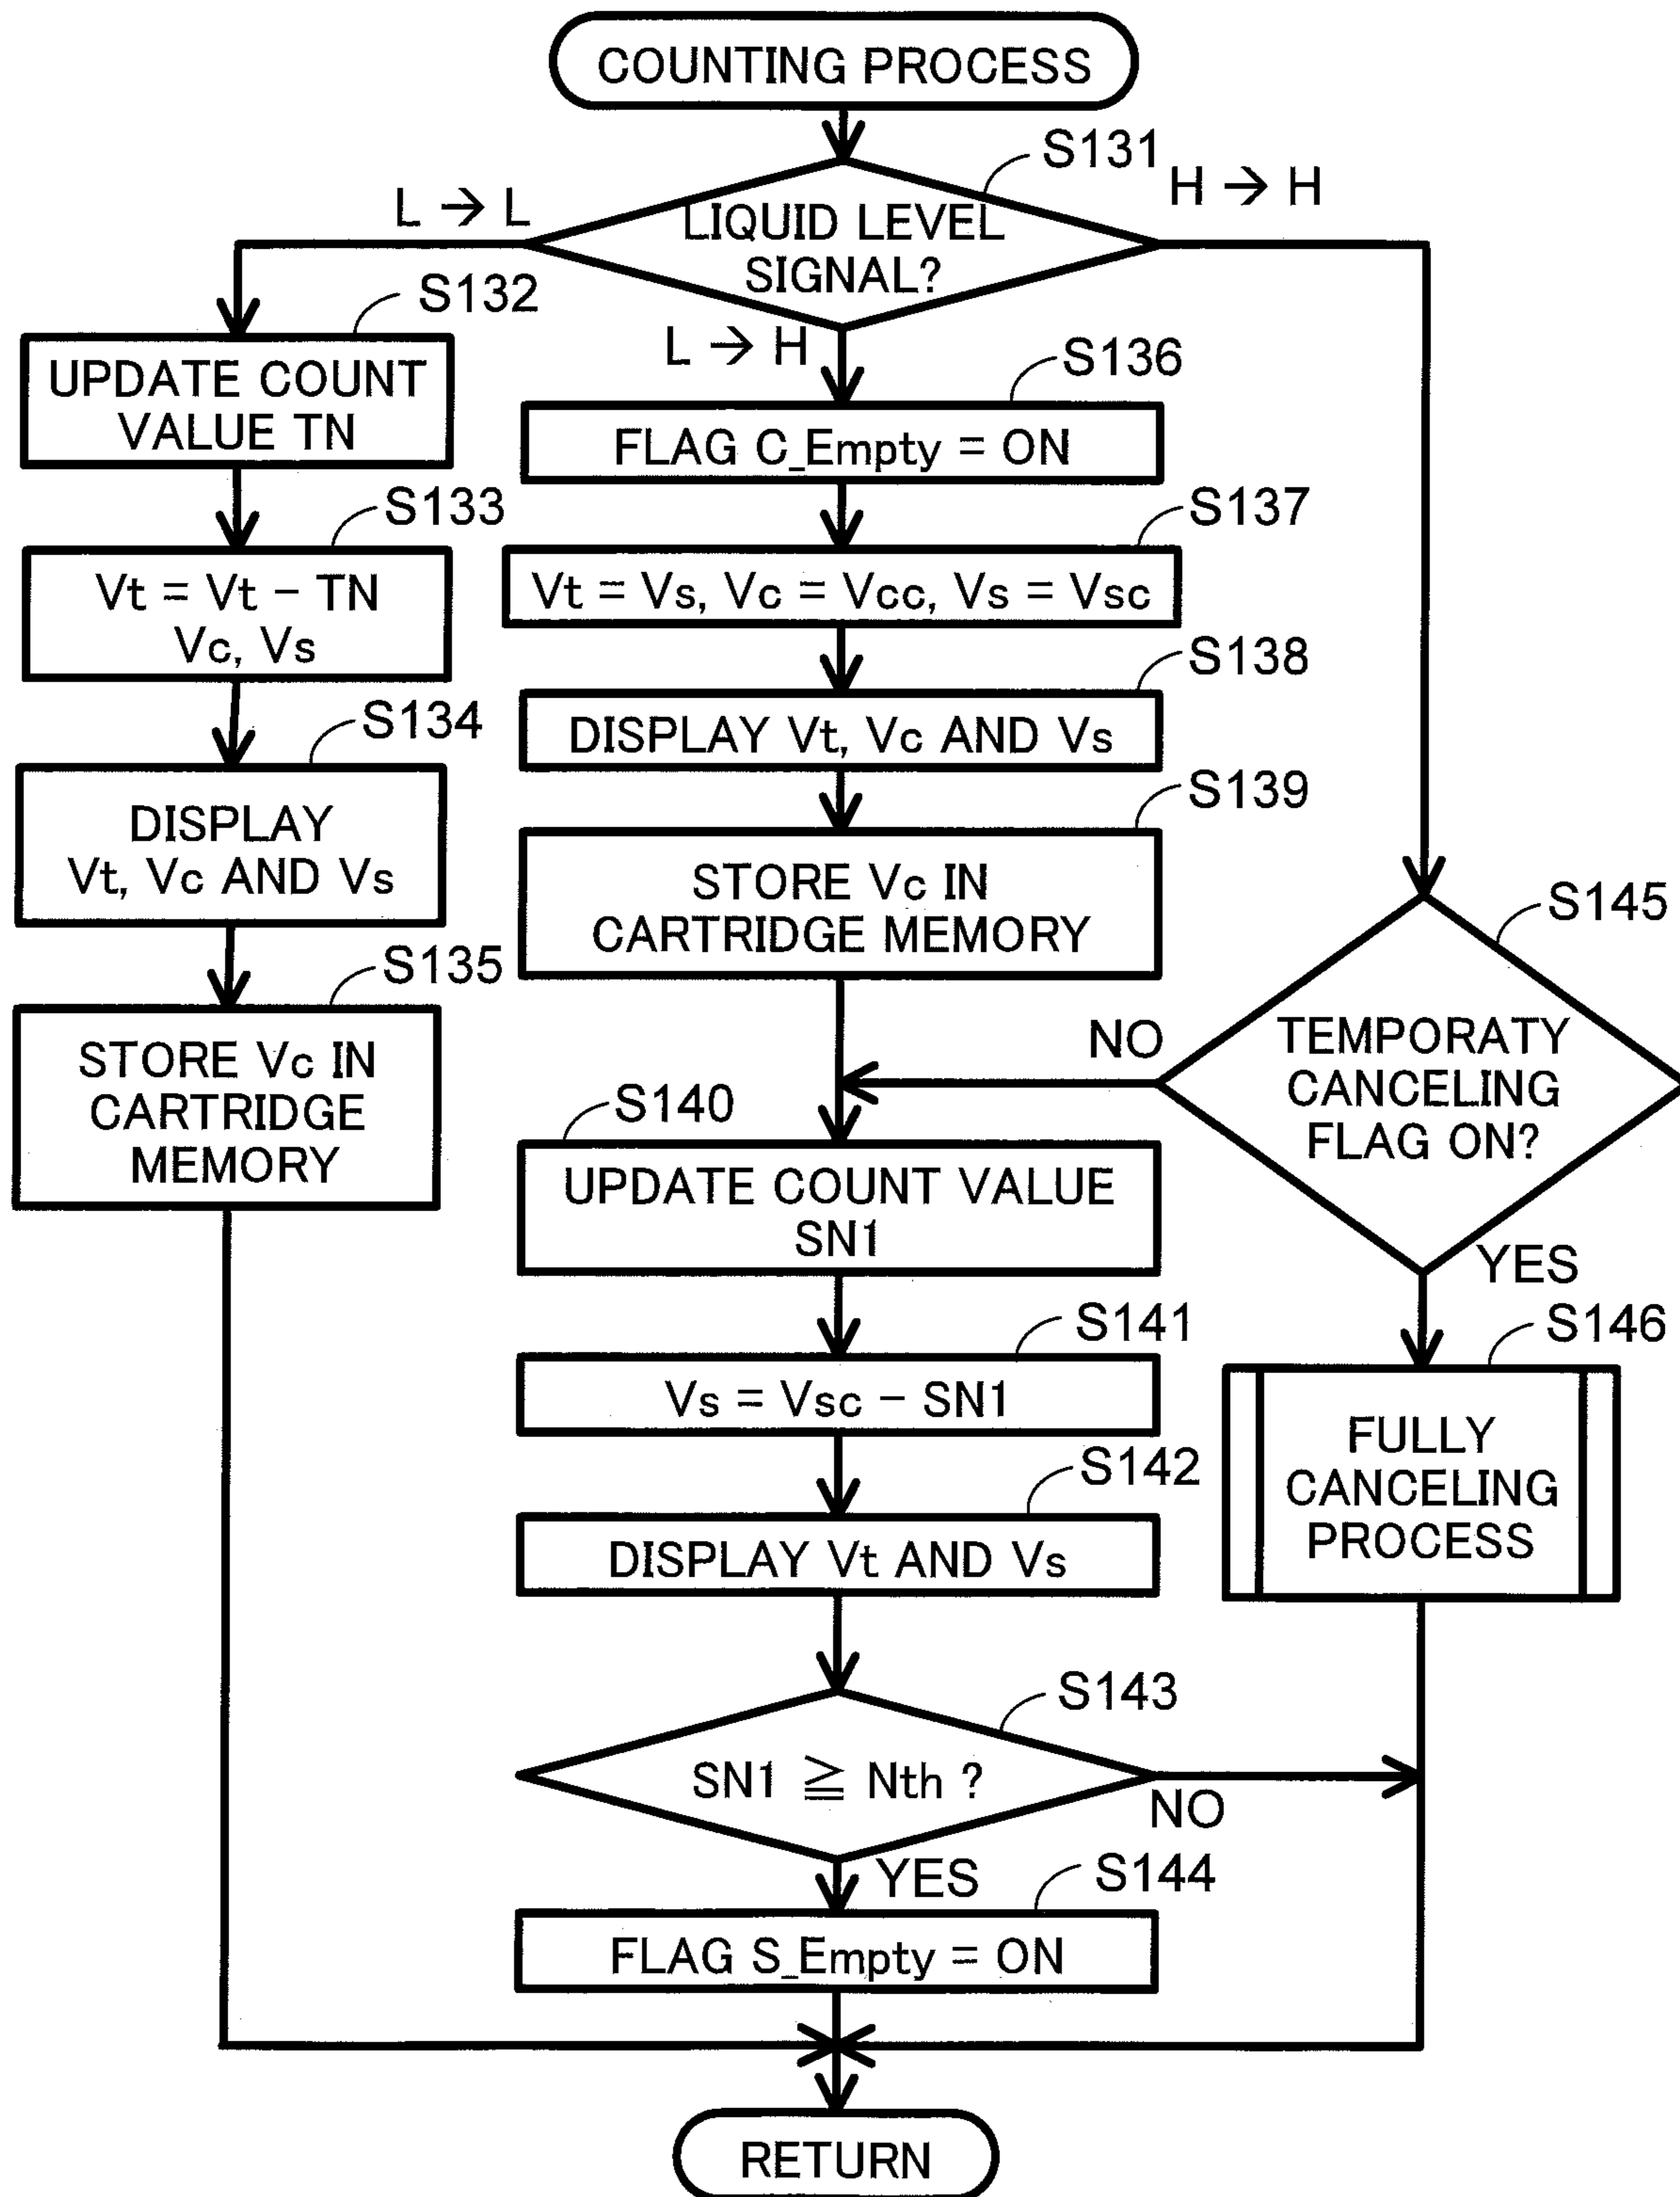 COUNTING PROCESS
S131
LIQUID LEVEL
SIGNAL?
L → L
H → H
L → H
S132
UPDATE COUNT
VALUE TN
S133
Vt = Vt − TN
Vc, Vs
S134
DISPLAY
Vt, Vc AND Vs
S135
STORE Vc IN
CARTRIDGE
MEMORY
S136
FLAG C_Empty = ON
S137
Vt = Vs, Vc = Vcc, Vs = Vsc
S138
DISPLAY Vt, Vc AND Vs
S139
STORE Vc IN
CARTRIDGE MEMORY
S145
TEMPORATY
CANCELING
FLAG ON?
NO
YES
S140
UPDATE COUNT VALUE
SN1
S141
Vs = Vsc − SN1
S142
DISPLAY Vt AND Vs
S146
FULLY
CANCELING
PROCESS
S143
SN1 ≧ Nth ?
NO
YES
S144
FLAG S_Empty = ON
RETURN